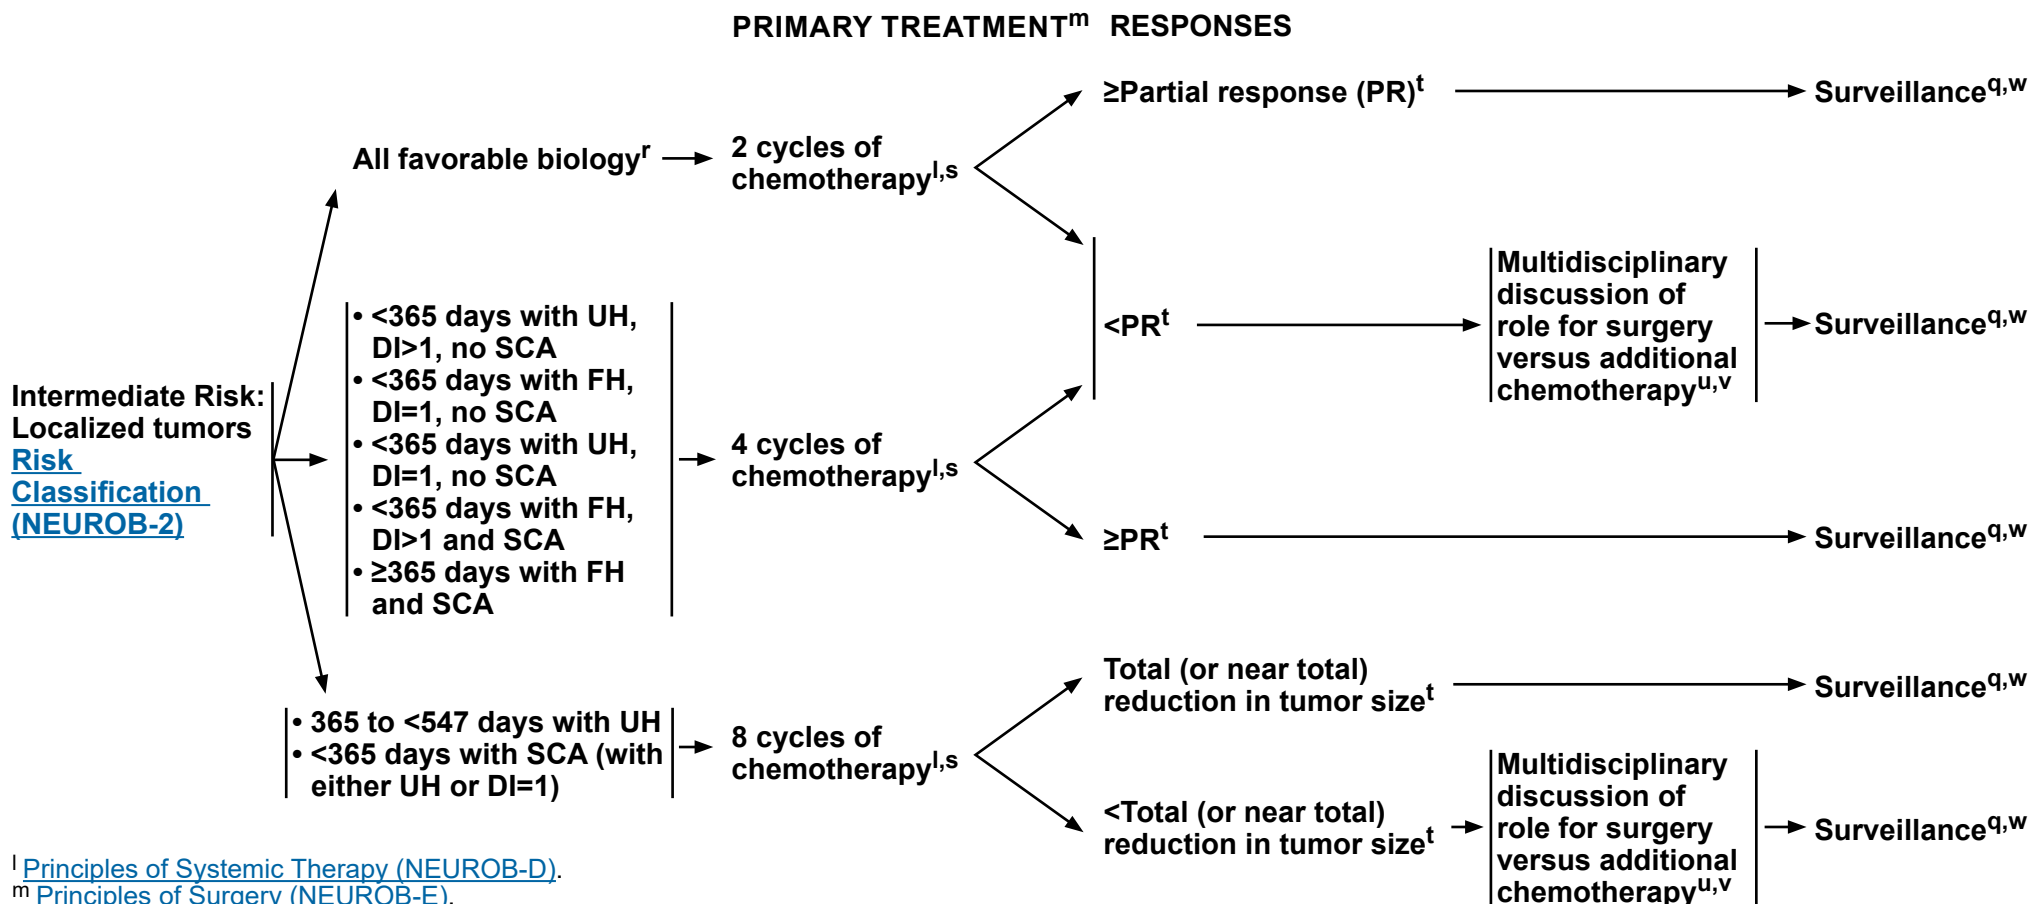 PRIMARY TREATMENTᵐ RESPONSES
≥Partial response (PR)ᵗ
Surveillanceq,w
All favorable biologyʳ
2 cycles of
chemotherapyl,s
<PRᵗ
Multidisciplinary
discussion of
role for surgery
versus additional
chemotherapyu,v
Surveillanceq,w
Intermediate Risk:
Localized tumors
Risk
Classification
(NEUROB-2)
• <365 days with UH,
DI>1, no SCA
• <365 days with FH,
DI=1, no SCA
• <365 days with UH,
DI=1, no SCA
• <365 days with FH,
DI>1 and SCA
• ≥365 days with FH
and SCA
4 cycles of
chemotherapyl,s
≥PRᵗ
Surveillanceq,w
• 365 to <547 days with UH
• <365 days with SCA (with
either UH or DI=1)
8 cycles of
chemotherapyl,s
Total (or near total)
reduction in tumor sizeᵗ
Surveillanceq,w
<Total (or near total)
reduction in tumor sizeᵗ
Multidisciplinary
discussion of
role for surgery
versus additional
chemotherapyu,v
Surveillanceq,w
l Principles of Systemic Therapy (NEUROB-D).
m Principles of Surgery (NEUROB-E).